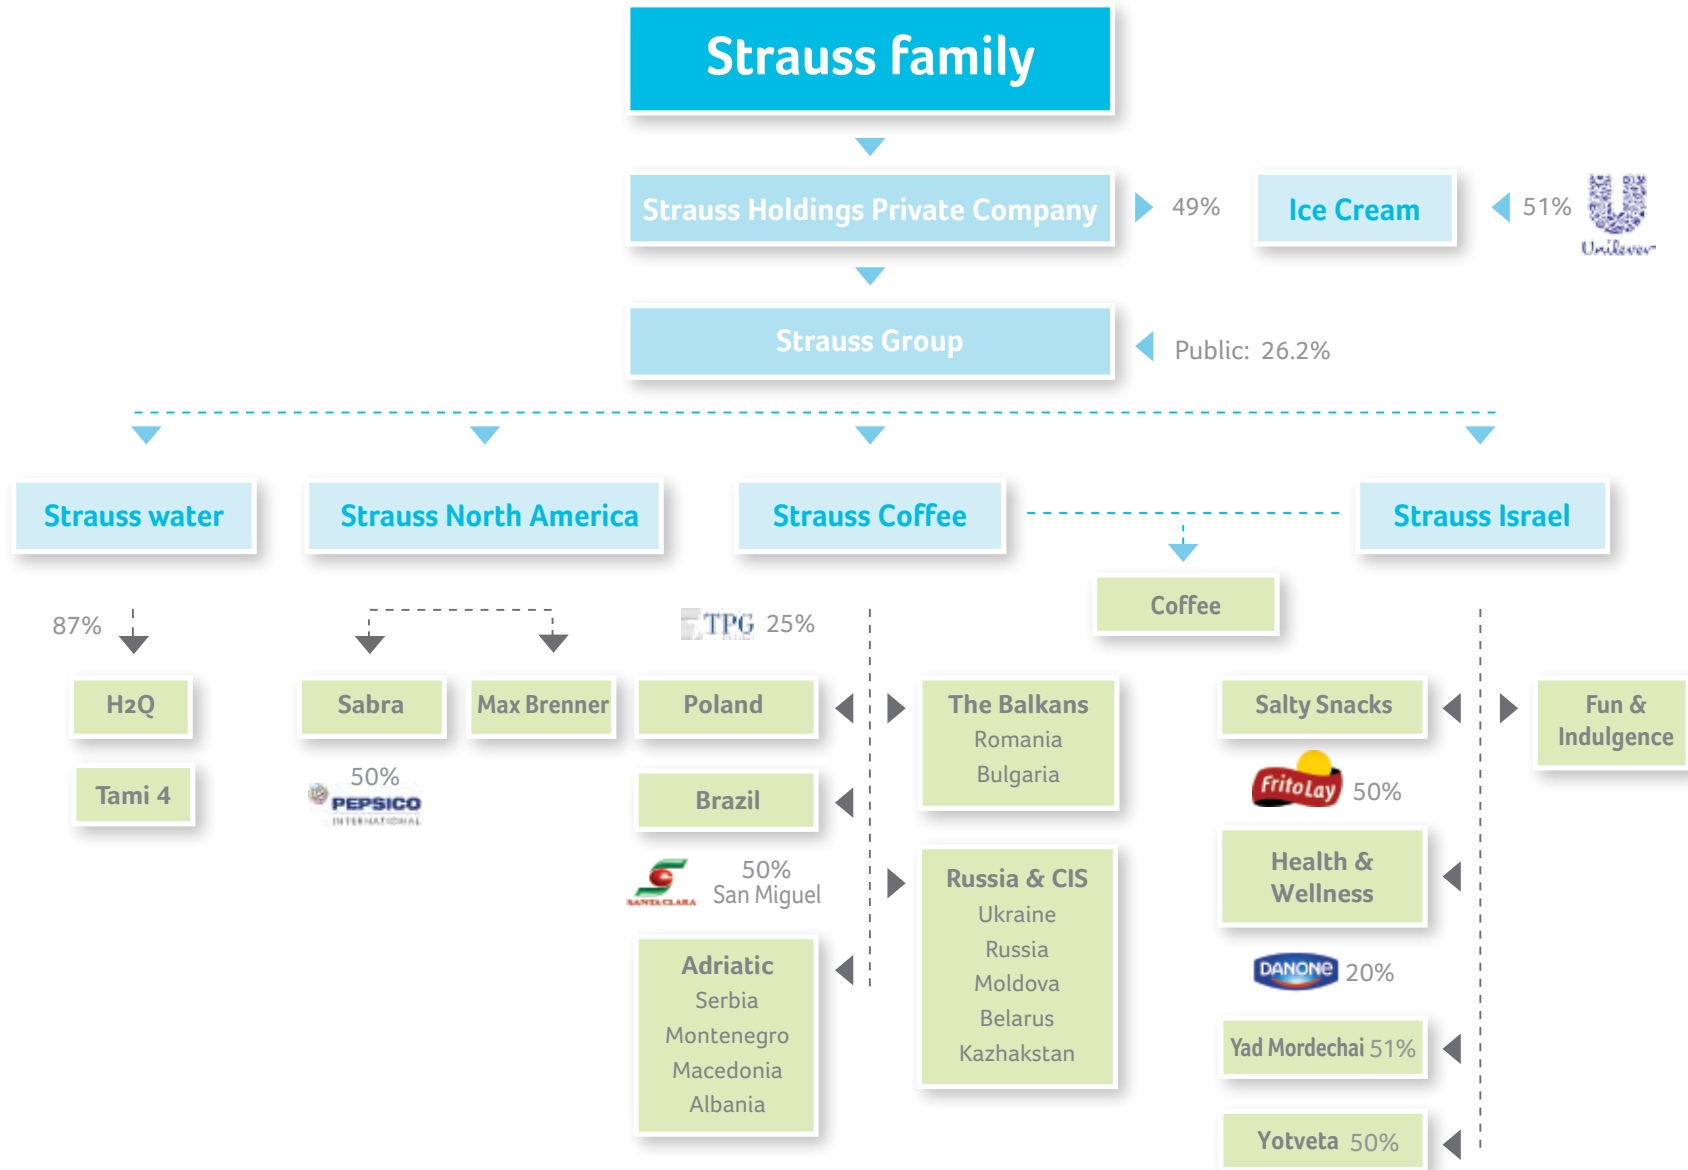 Strauss family
Strauss Holdings Private Company
49%
Ice Cream
51%
Unilever
Strauss Group
Public: 26.2%
Strauss water
Strauss North America
Strauss Coffee
Strauss Israel
Coffee
87%
TPG 25%
H2Q
Sabra
Max Brenner
Poland
The Balkans
Romania
Bulgaria
Salty Snacks
Fun &
Indulgence
Tami 4
50%
PEPSICO
INTERNATIONAL
Brazil
FritoLay 50%
SANTA CLARA
50%
San Miguel
Russia & CIS
Ukraine
Russia
Moldova
Belarus
Kazhakstan
Health &
Wellness
Adriatic
Serbia
Montenegro
Macedonia
Albania
DANONE 20%
Yad Mordechai 51%
Yotveta 50%